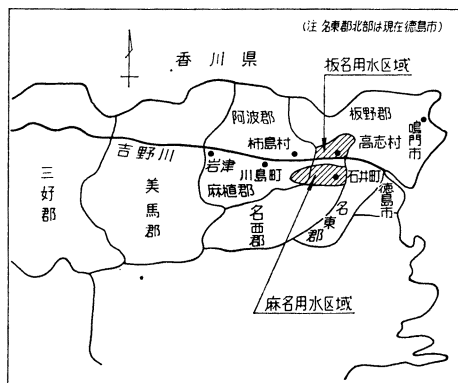 (注 名東郡北部は現在徳島市)
香川県
板名用水区域
阿波郡
板野郡
鳴門市
柿島村
高志村
吉野川
岩津
川島町
石井町
麻植郡
三好郡
美馬郡
名西郡
名東郡
徳島市
麻名用水区域